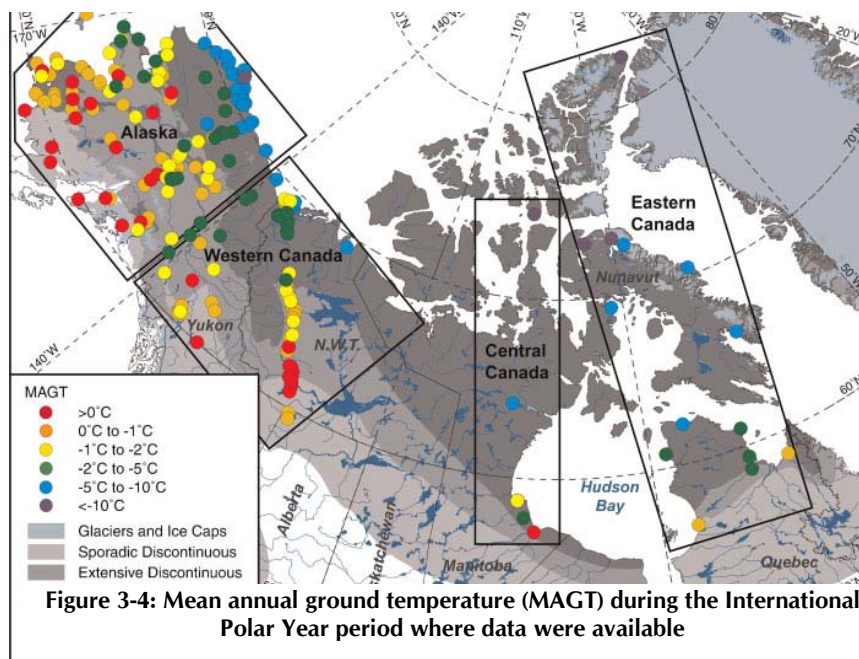 170°W
140°W
110°W
80°
20°W
70°
50°W
60°
140°W
Alaska
Western Canada
Yukon
N.W.T.
Central
Canada
Eastern
Canada
Nunavut
Hudson
Bay
Alberta
Manitoba
Quebec
MAGT
>0°C
0°C to -1°C
-1°C to -2°C
-2°C to -5°C
-5°C to -10°C
<-10°C
Glaciers and Ice Caps
Sporadic Discontinuous
Extensive Discontinuous
Figure 3-4: Mean annual ground temperature (MAGT) during the International
Polar Year period where data were available